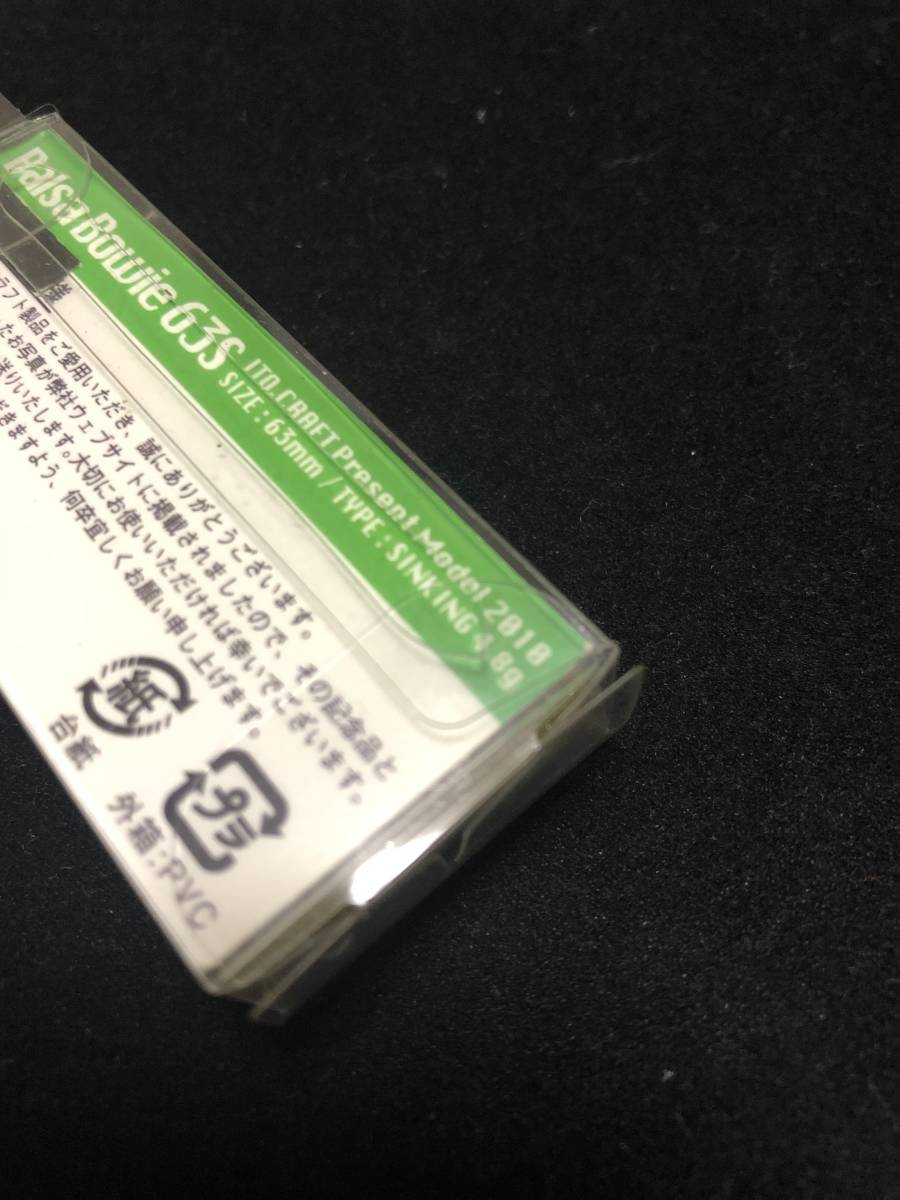 Balsa Bowie 63S
ITO.CRAFT Present Model 2018
SIZE : 63mm / TYPE : SINKING 4.8g
様
ラフト製品をご愛用いただき、誠にありがとうございます。
たお写真が弊社ウェブサイトに掲載されましたので、その記念品と
送りいたします。大切にお使いいただければ幸いでございます。
だきますよう、何卒宜しくお願い申し上げます。
紙
台紙
プラ
外箱:PVC